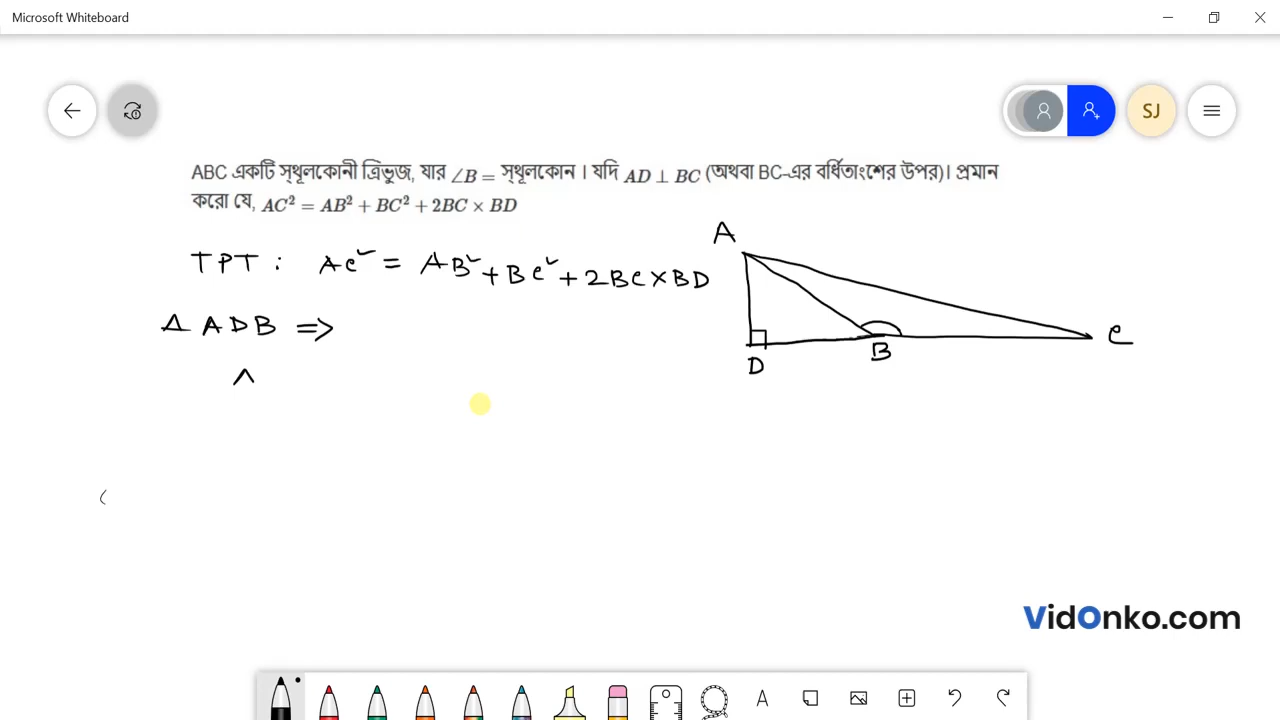 Microsoft Whiteboard
SJ
ABC একটি স্থূলকোনী ত্রিভুজ, যার ∠B = স্থূলকোন । যদি AD ⊥ BC (অথবা BC-এর বর্ধিতাংশের উপর)। প্রমান
করো যে, AC² = AB² + BC² + 2BC × BD
TPT : AC² = AB² + BC² + 2BC×BD
A
Δ ADB =>
C
B
D
VidOnko.com
A